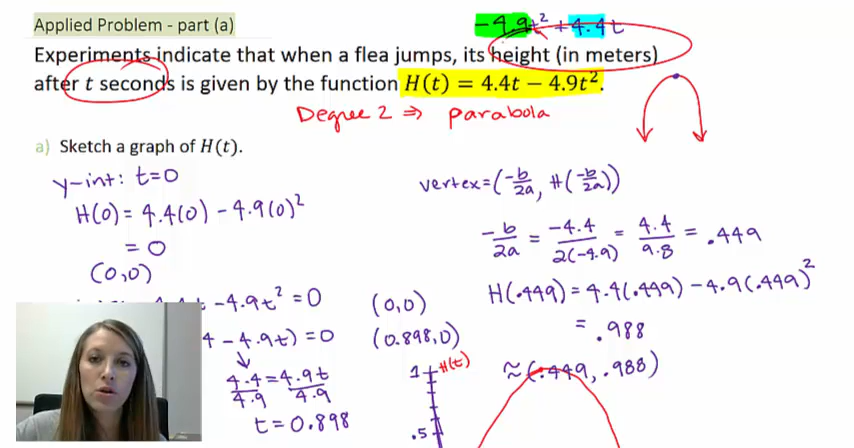 Applied Problem - part (a)
-4.9t² + 4.4t
Experiments indicate that when a flea jumps, its height (in meters)
after t seconds is given by the function H(t) = 4.4t − 4.9t².
Degree 2 ⇒ parabola
a) Sketch a graph of H(t).
y-int: t=0
H(0) = 4.4(0) - 4.9(0)²
= 0
(0,0)
t - 4.9t² = 0
4 - 4.9t) = 0
4.4 = 4.9t
4.9 4.9
t = 0.898
(0,0)
(0.898, 0)
vertex = (-b/2a, H(-b/2a))
-b/2a = -4.4/2(-4.9) = 4.4/9.8 = .449
H(.449) = 4.4(.449) - 4.9(.449)²
= .988
≈ (.449, .988)
1 H(t)
.5